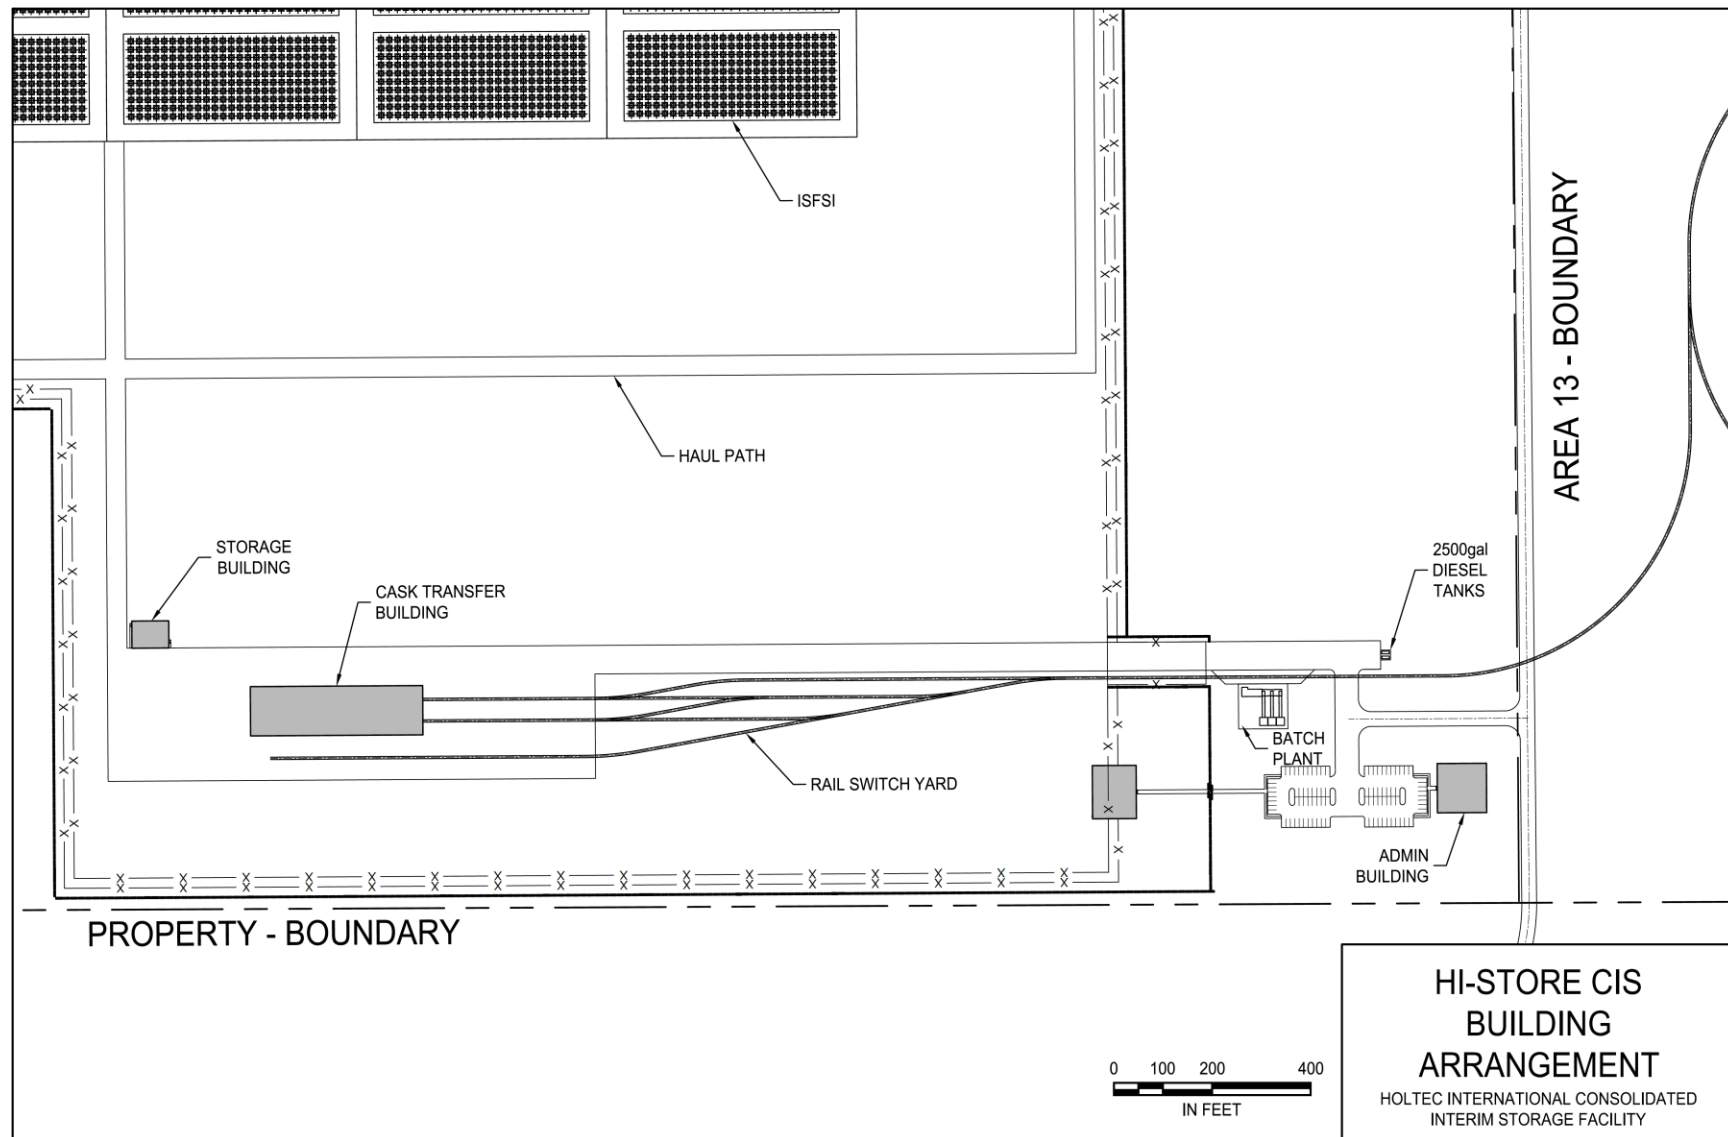 ISFSI
AREA 13 - BOUNDARY
HAUL PATH
STORAGE
BUILDING
CASK TRANSFER
BUILDING
2500gal
DIESEL
TANKS
BATCH
PLANT
RAIL SWITCH YARD
ADMIN
BUILDING
PROPERTY - BOUNDARY
HI-STORE CIS
BUILDING
ARRANGEMENT
HOLTEC INTERNATIONAL CONSOLIDATED
INTERIM STORAGE FACILITY
0 100 200 400
IN FEET